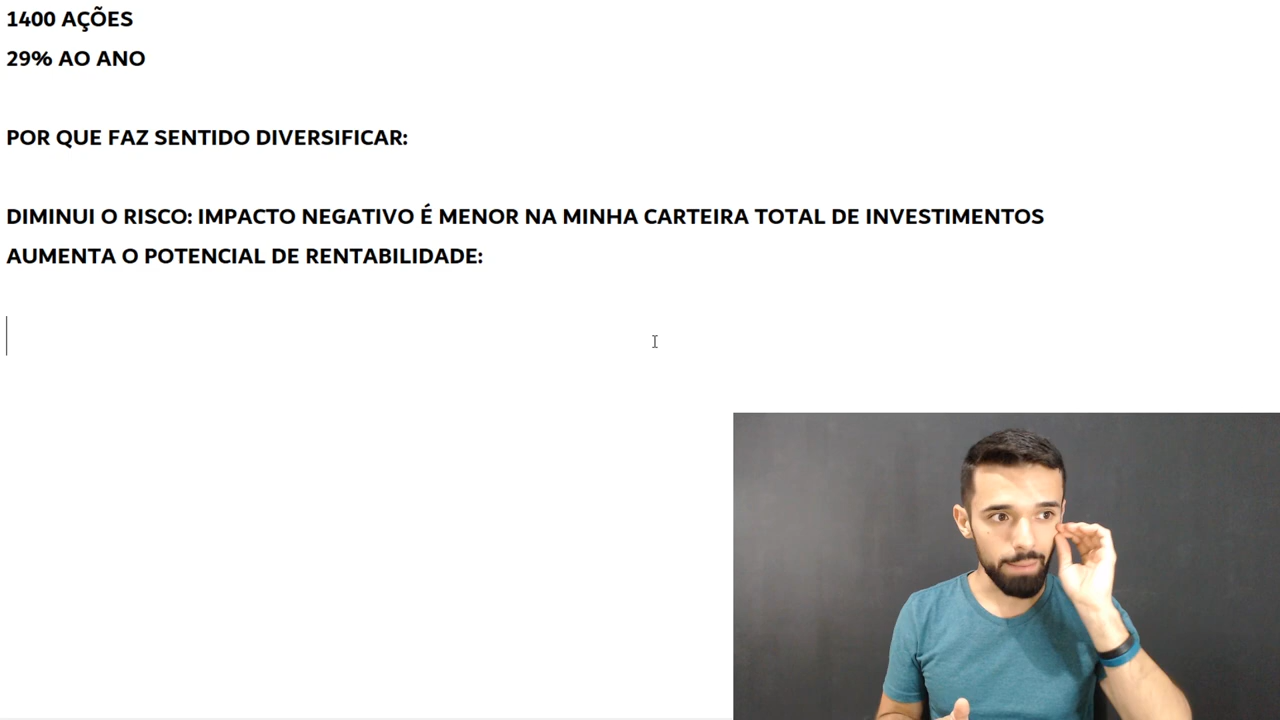 1400 AÇÕES
29% AO ANO
POR QUE FAZ SENTIDO DIVERSIFICAR:
DIMINUI O RISCO: IMPACTO NEGATIVO É MENOR NA MINHA CARTEIRA TOTAL DE INVESTIMENTOS
AUMENTA O POTENCIAL DE RENTABILIDADE: